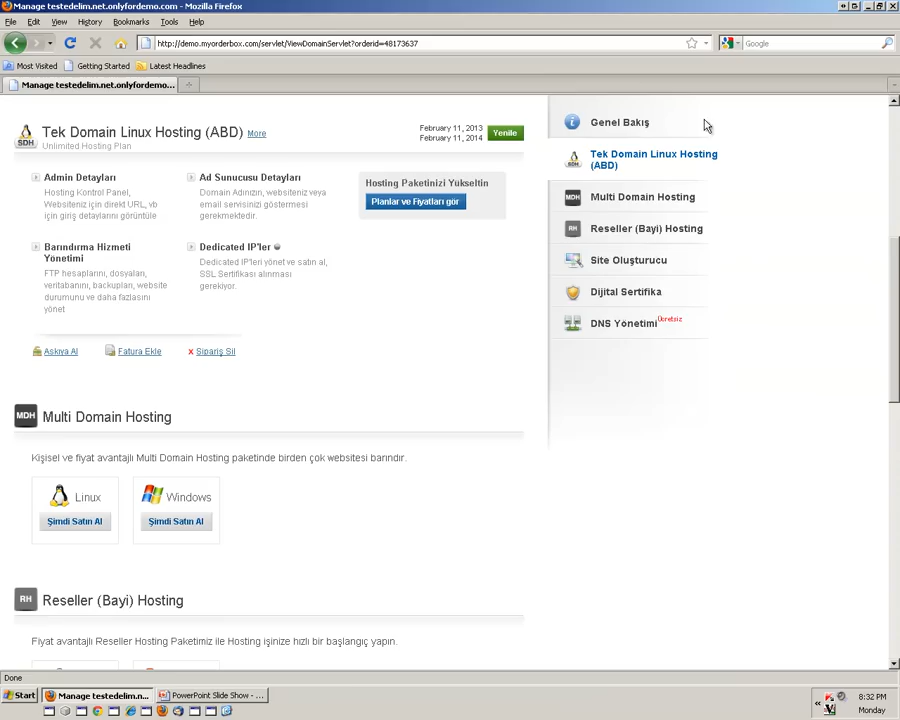 Manage testedelim.net.onlyfordemo.com - Mozilla Firefox
File Edit View History Bookmarks Tools Help
http://demo.myorderbox.com/servlet/ViewDomainServlet?orderid=48173637
Google
Most Visited Getting Started Latest Headlines
Manage testedelim.net.onlyfordemo...
SDH
Tek Domain Linux Hosting (ABD) More
Unlimited Hosting Plan
February 11, 2013
February 11, 2014
Yenile
Admin Detayları
Hosting Kontrol Panel,
Websiteniz için direkt URL, vb
için giriş detaylarını görüntüle
Ad Sunucusu Detayları
Domain Adınızın, websiteniz veya
email servisinizi göstermesi
gerekmektedir.
Hosting Paketinizi Yükseltin
Planlar ve Fiyatları gör
Barındırma Hizmeti
Yönetimi
FTP hesaplarını, dosyaları,
veritabanını, backupları, website
durumunu ve daha fazlasını
yönet
Dedicated IP'ler
Dedicated IP'leri yönet ve satın al,
SSL Sertifikası alınması
gerekiyor.
Askıya Al
Fatura Ekle
x Sipariş Sil
MDH
Multi Domain Hosting
Kişisel ve fiyat avantajlı Multi Domain Hosting paketinde birden çok websitesi barındır.
Linux
Şimdi Satın Al
Windows
Şimdi Satın Al
RH
Reseller (Bayi) Hosting
Fiyat avantajlı Reseller Hosting Paketimiz ile Hosting işinize hızlı bir başlangıç yapın.
Genel Bakış
SDH
Tek Domain Linux Hosting
(ABD)
MDH
Multi Domain Hosting
RH
Reseller (Bayi) Hosting
Site Oluşturucu
Dijital Sertifika
DNS Yönetimi Ücretsiz
Done
Start
Manage testedelim.n...
PowerPoint Slide Show - ...
8:32 PM
Monday